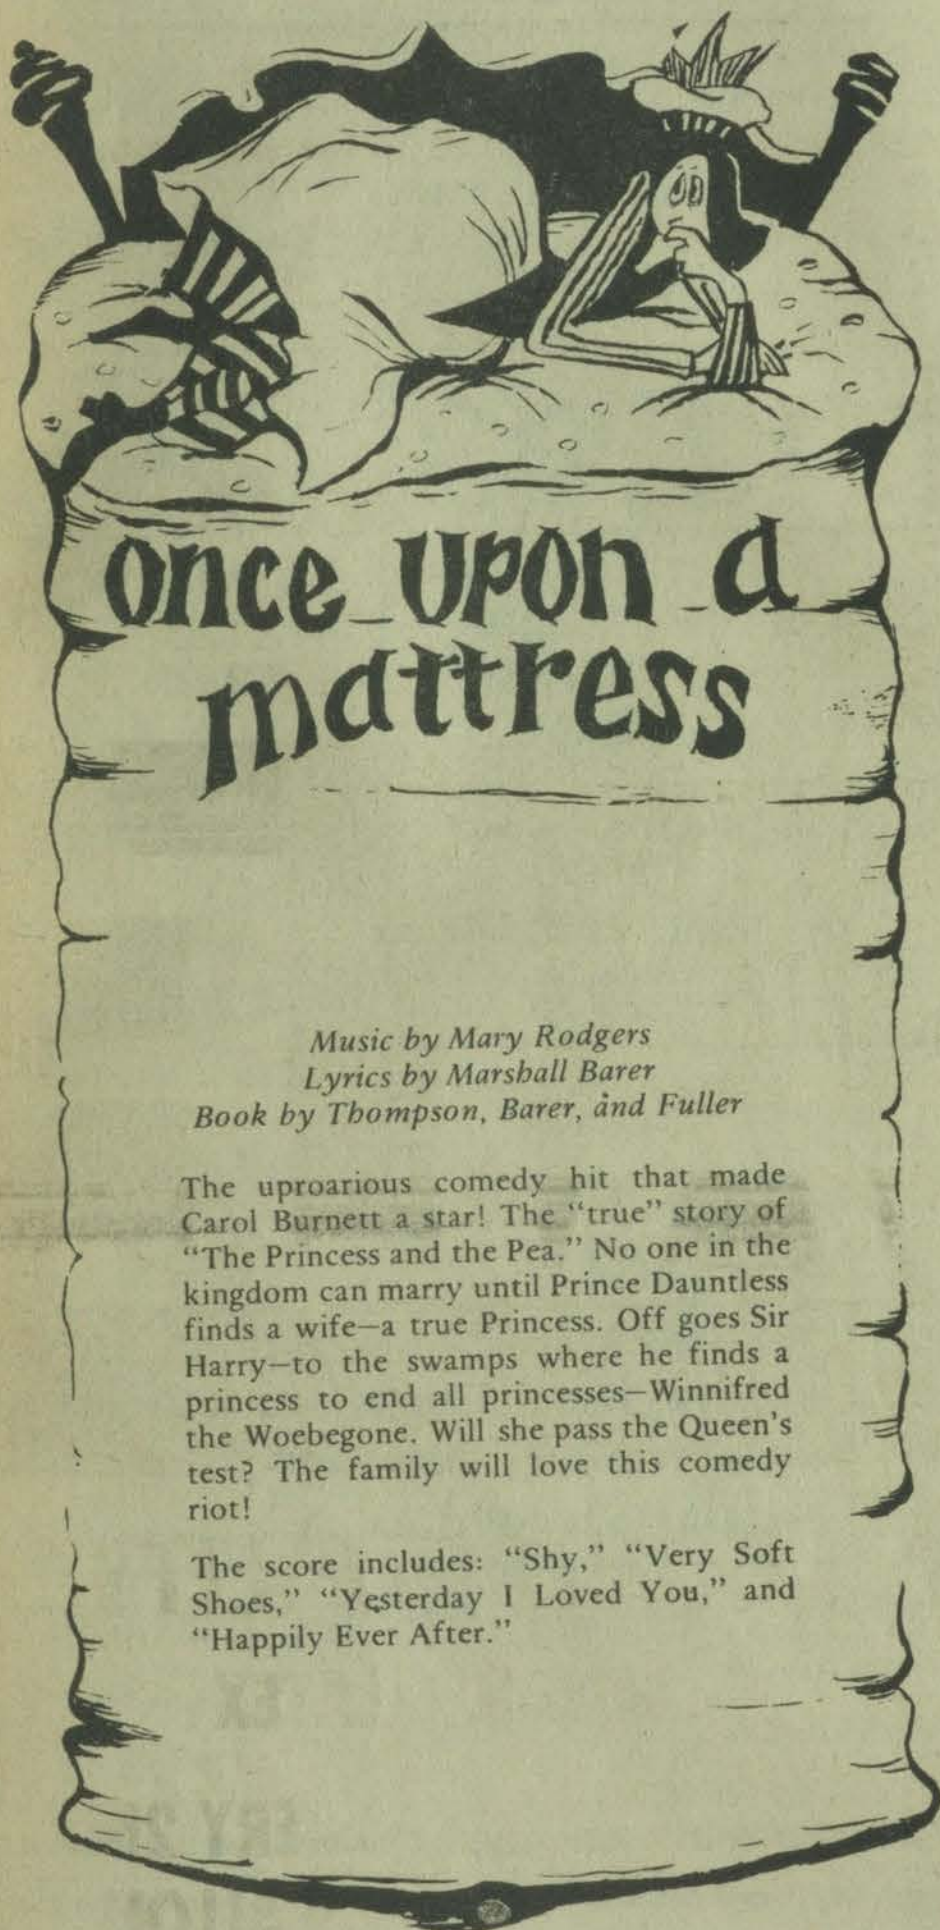 once upon a
mattress
Music by Mary Rodgers
Lyrics by Marshall Barer
Book by Thompson, Barer, and Fuller
The uproarious comedy hit that made
Carol Burnett a star! The “true” story of
“The Princess and the Pea.” No one in the
kingdom can marry until Prince Dauntless
finds a wife—a true Princess. Off goes Sir
Harry—to the swamps where he finds a
princess to end all princesses—Winnifred
the Woebegone. Will she pass the Queen’s
test? The family will love this comedy
riot!
The score includes: “Shy,” “Very Soft
Shoes,” “Yesterday I Loved You,” and
“Happily Ever After.”